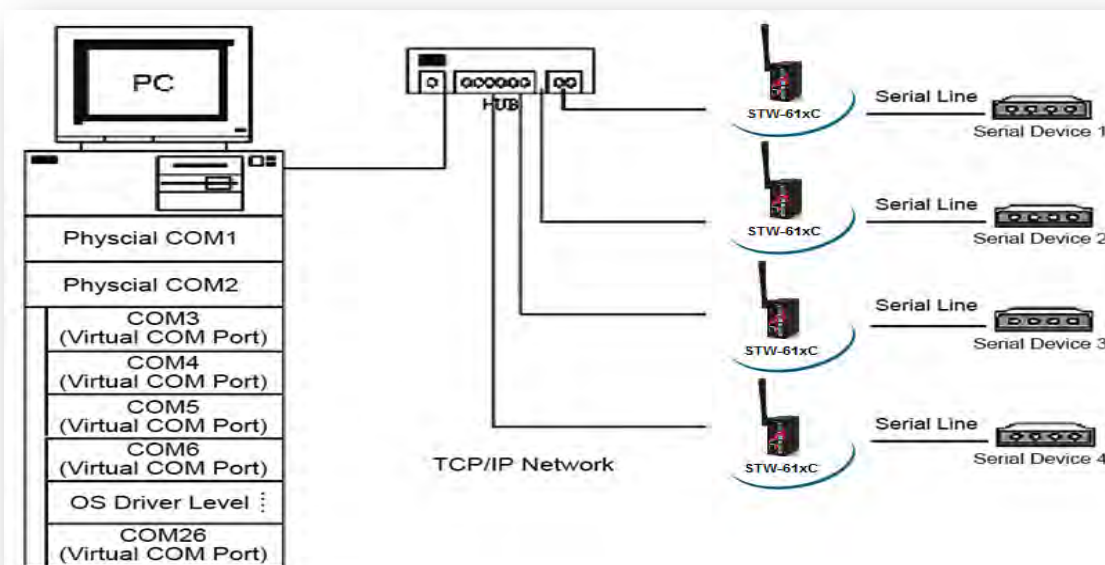 PC
HUB
Physcial COM1
Physcial COM2
COM3
(Virtual COM Port)
COM4
(Virtual COM Port)
COM5
(Virtual COM Port)
COM6
(Virtual COM Port)
OS Driver Level
COM26
(Virtual COM Port)
TCP/IP Network
STW-61xC
Serial Line
Serial Device 1
STW-61xC
Serial Line
Serial Device 2
STW-61xC
Serial Line
Serial Device 3
STW-61xC
Serial Line
Serial Device 4